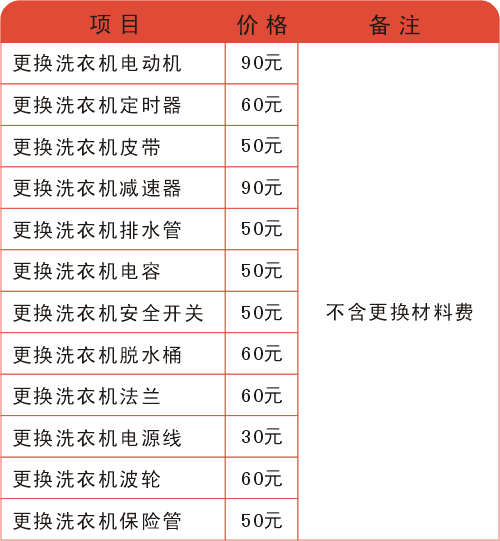 项目 价格 备注
更换洗衣机电动机 90元
更换洗衣机定时器 60元
更换洗衣机皮带 50元
更换洗衣机减速器 90元
更换洗衣机排水管 50元
更换洗衣机电容 50元
更换洗衣机安全开关 50元 不含更换材料费
更换洗衣机脱水桶 60元
更换洗衣机法兰 60元
更换洗衣机电源线 30元
更换洗衣机波轮 60元
更换洗衣机保险管 50元